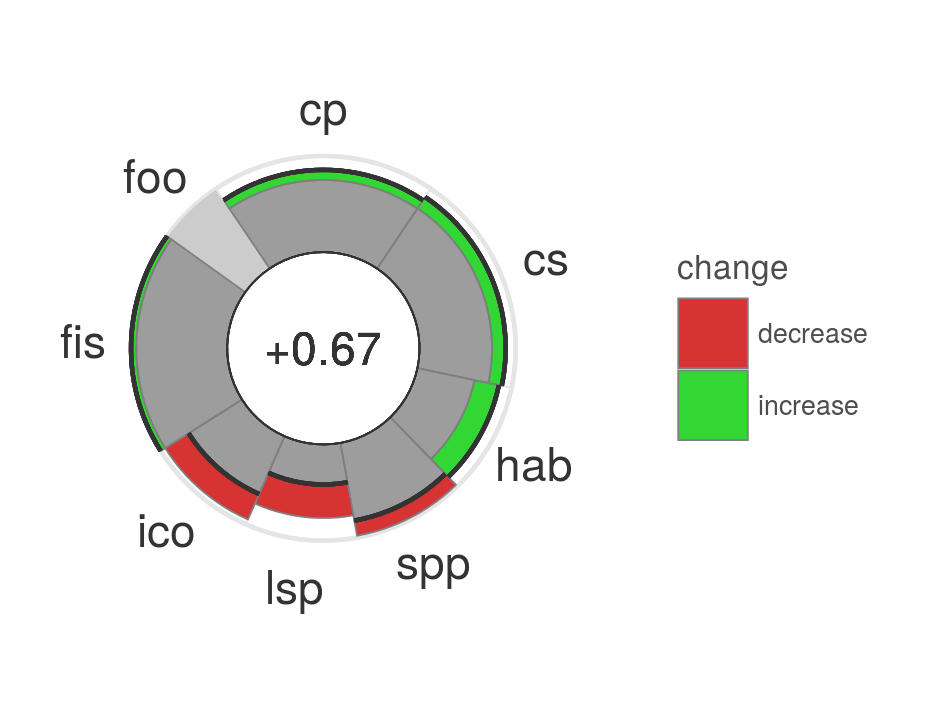 cp
foo
cs
change
decrease
fis
+0.67
increase
hab
ico
spp
lsp